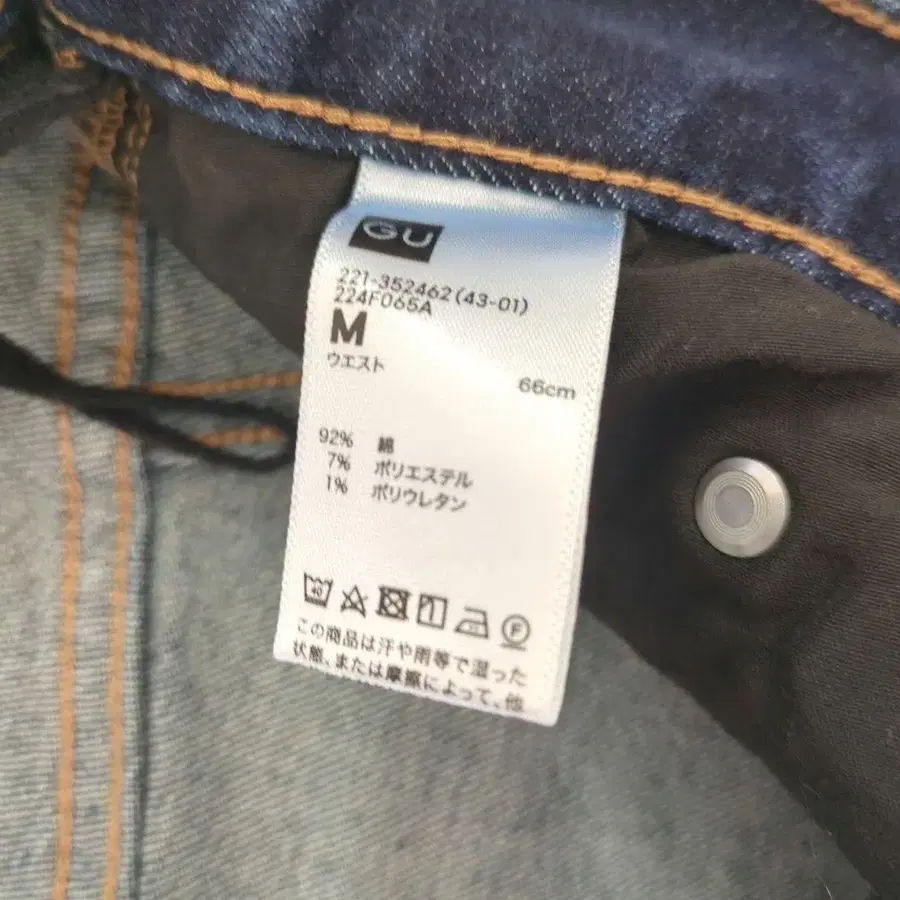 GU
221-352462(43-01)
224F065A
M
ウエスト
66cm
92% 綿
7% ポリエステル
1% ポリウレタン
40
F
この商品は汗や雨等で湿った
状態、または摩擦によって、他